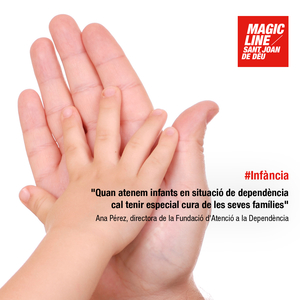 MAGIC
LINE
SANT JOAN
DE DÉU
#Infància
"Quan atenem infants en situació de dependència
cal tenir especial cura de les seves famílies"
Ana Pérez, directora de la Fundació d'Atenció a la Dependència